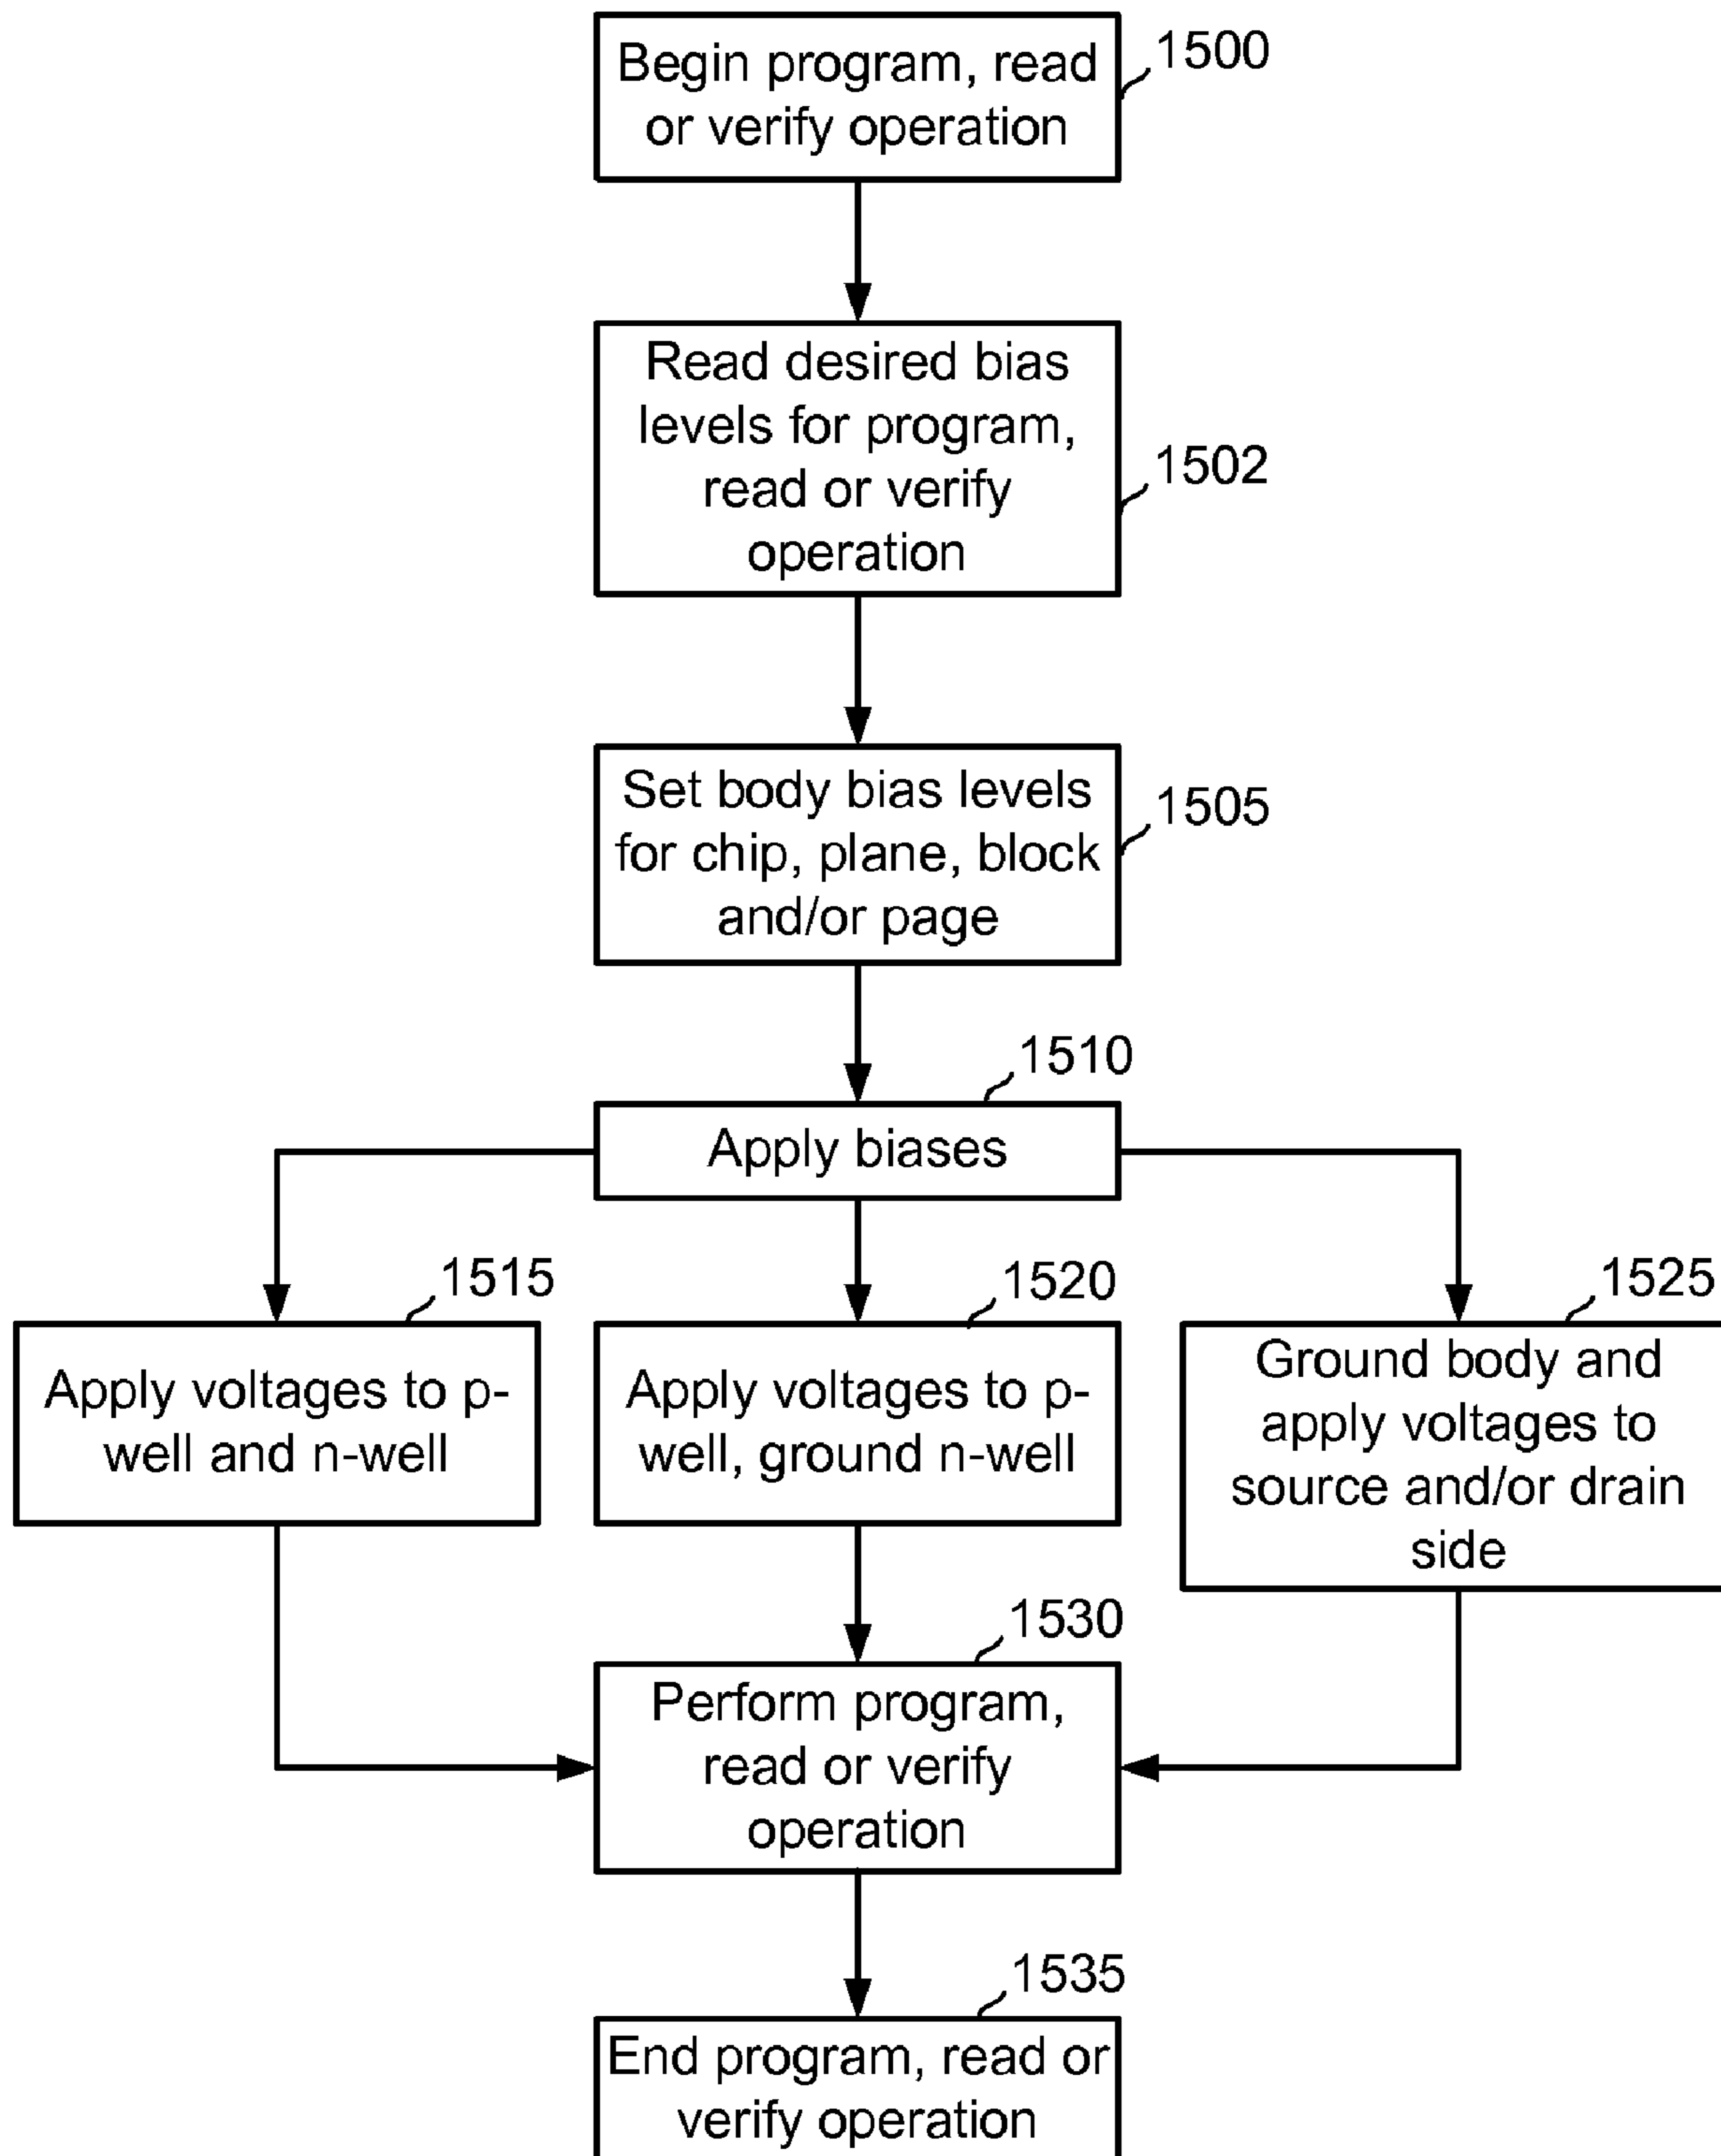 Begin program, read
or verify operation
1500
Read desired bias
levels for program,
read or verify
operation
1502
Set body bias levels
for chip, plane, block
and/or page
1505
1510
Apply biases
1515
Apply voltages to p-
well and n-well
1520
Apply voltages to p-
well, ground n-well
1525
Ground body and
apply voltages to
source and/or drain
side
1530
Perform program,
read or verify
operation
1535
End program, read or
verify operation